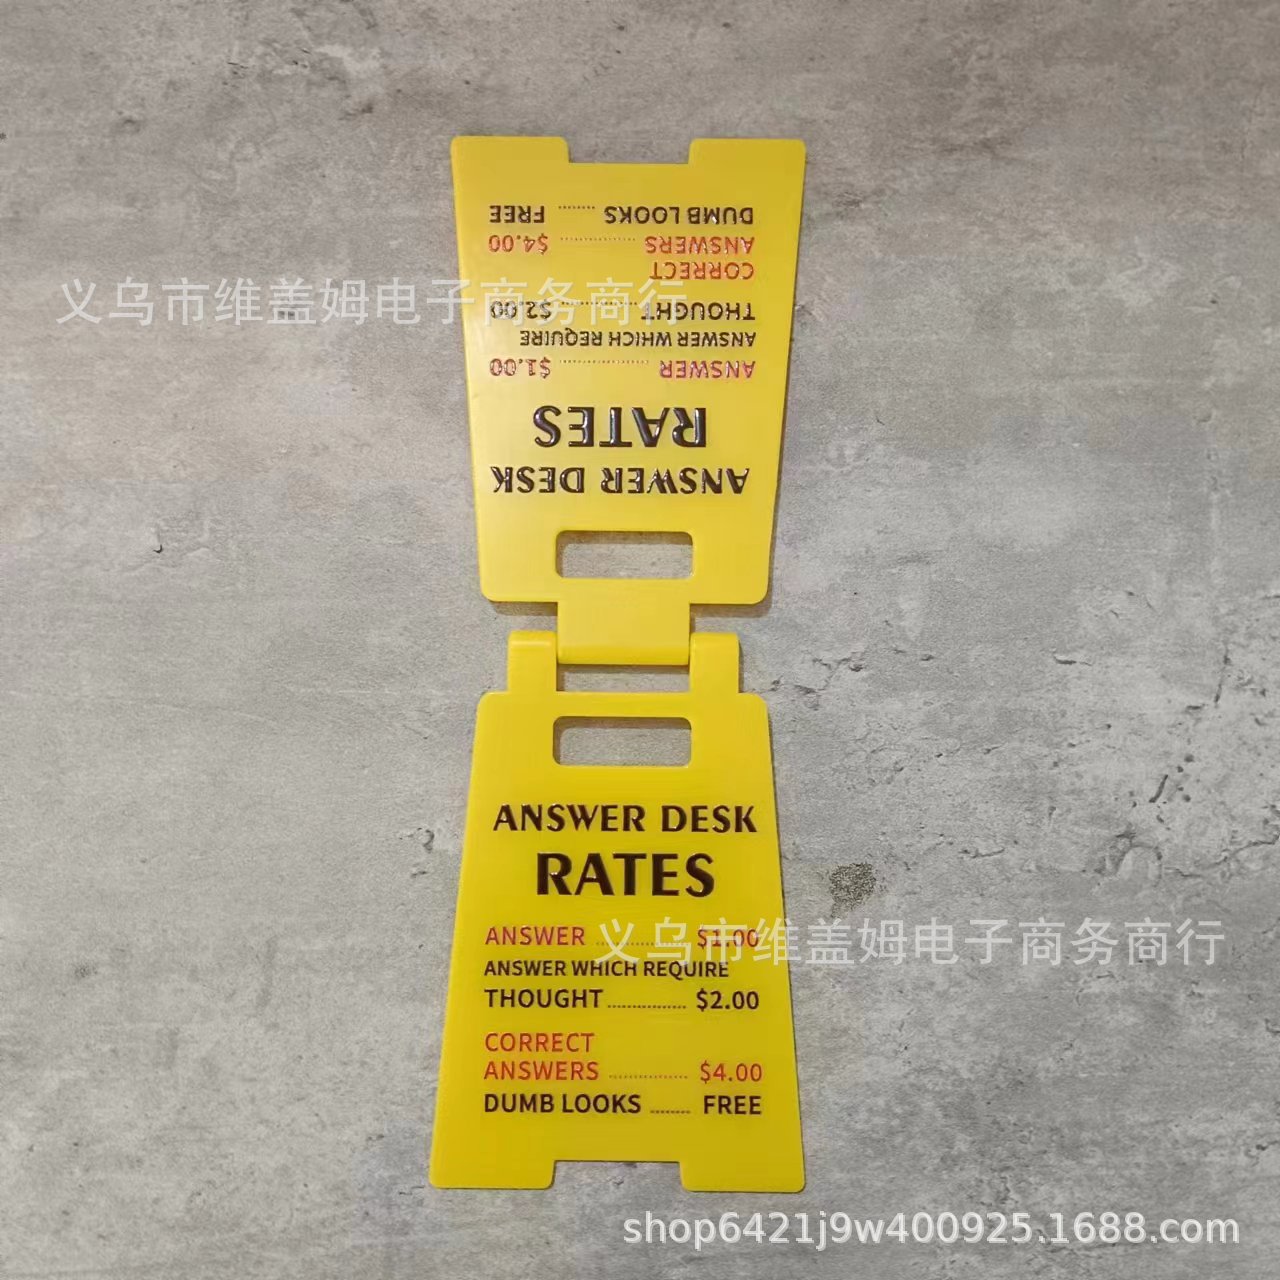 FREE ........ DUMB LOOKS
$4.00 ................ ANSWERS
CORRECT
义乌市维盖姆电子商务商行
$2.00 ................ THOUGHT
ANSWER WHICH REQUIRE
$1.00 ................ ANSWER
RATES
ANSWER DESK
ANSWER DESK
RATES
ANSWER ................ $1.00
义乌市维盖姆电子商务商行
ANSWER WHICH REQUIRE
THOUGHT ................ $2.00
CORRECT
ANSWERS ................ $4.00
DUMB LOOKS ........ FREE
shop6421j9w400925.1688.com